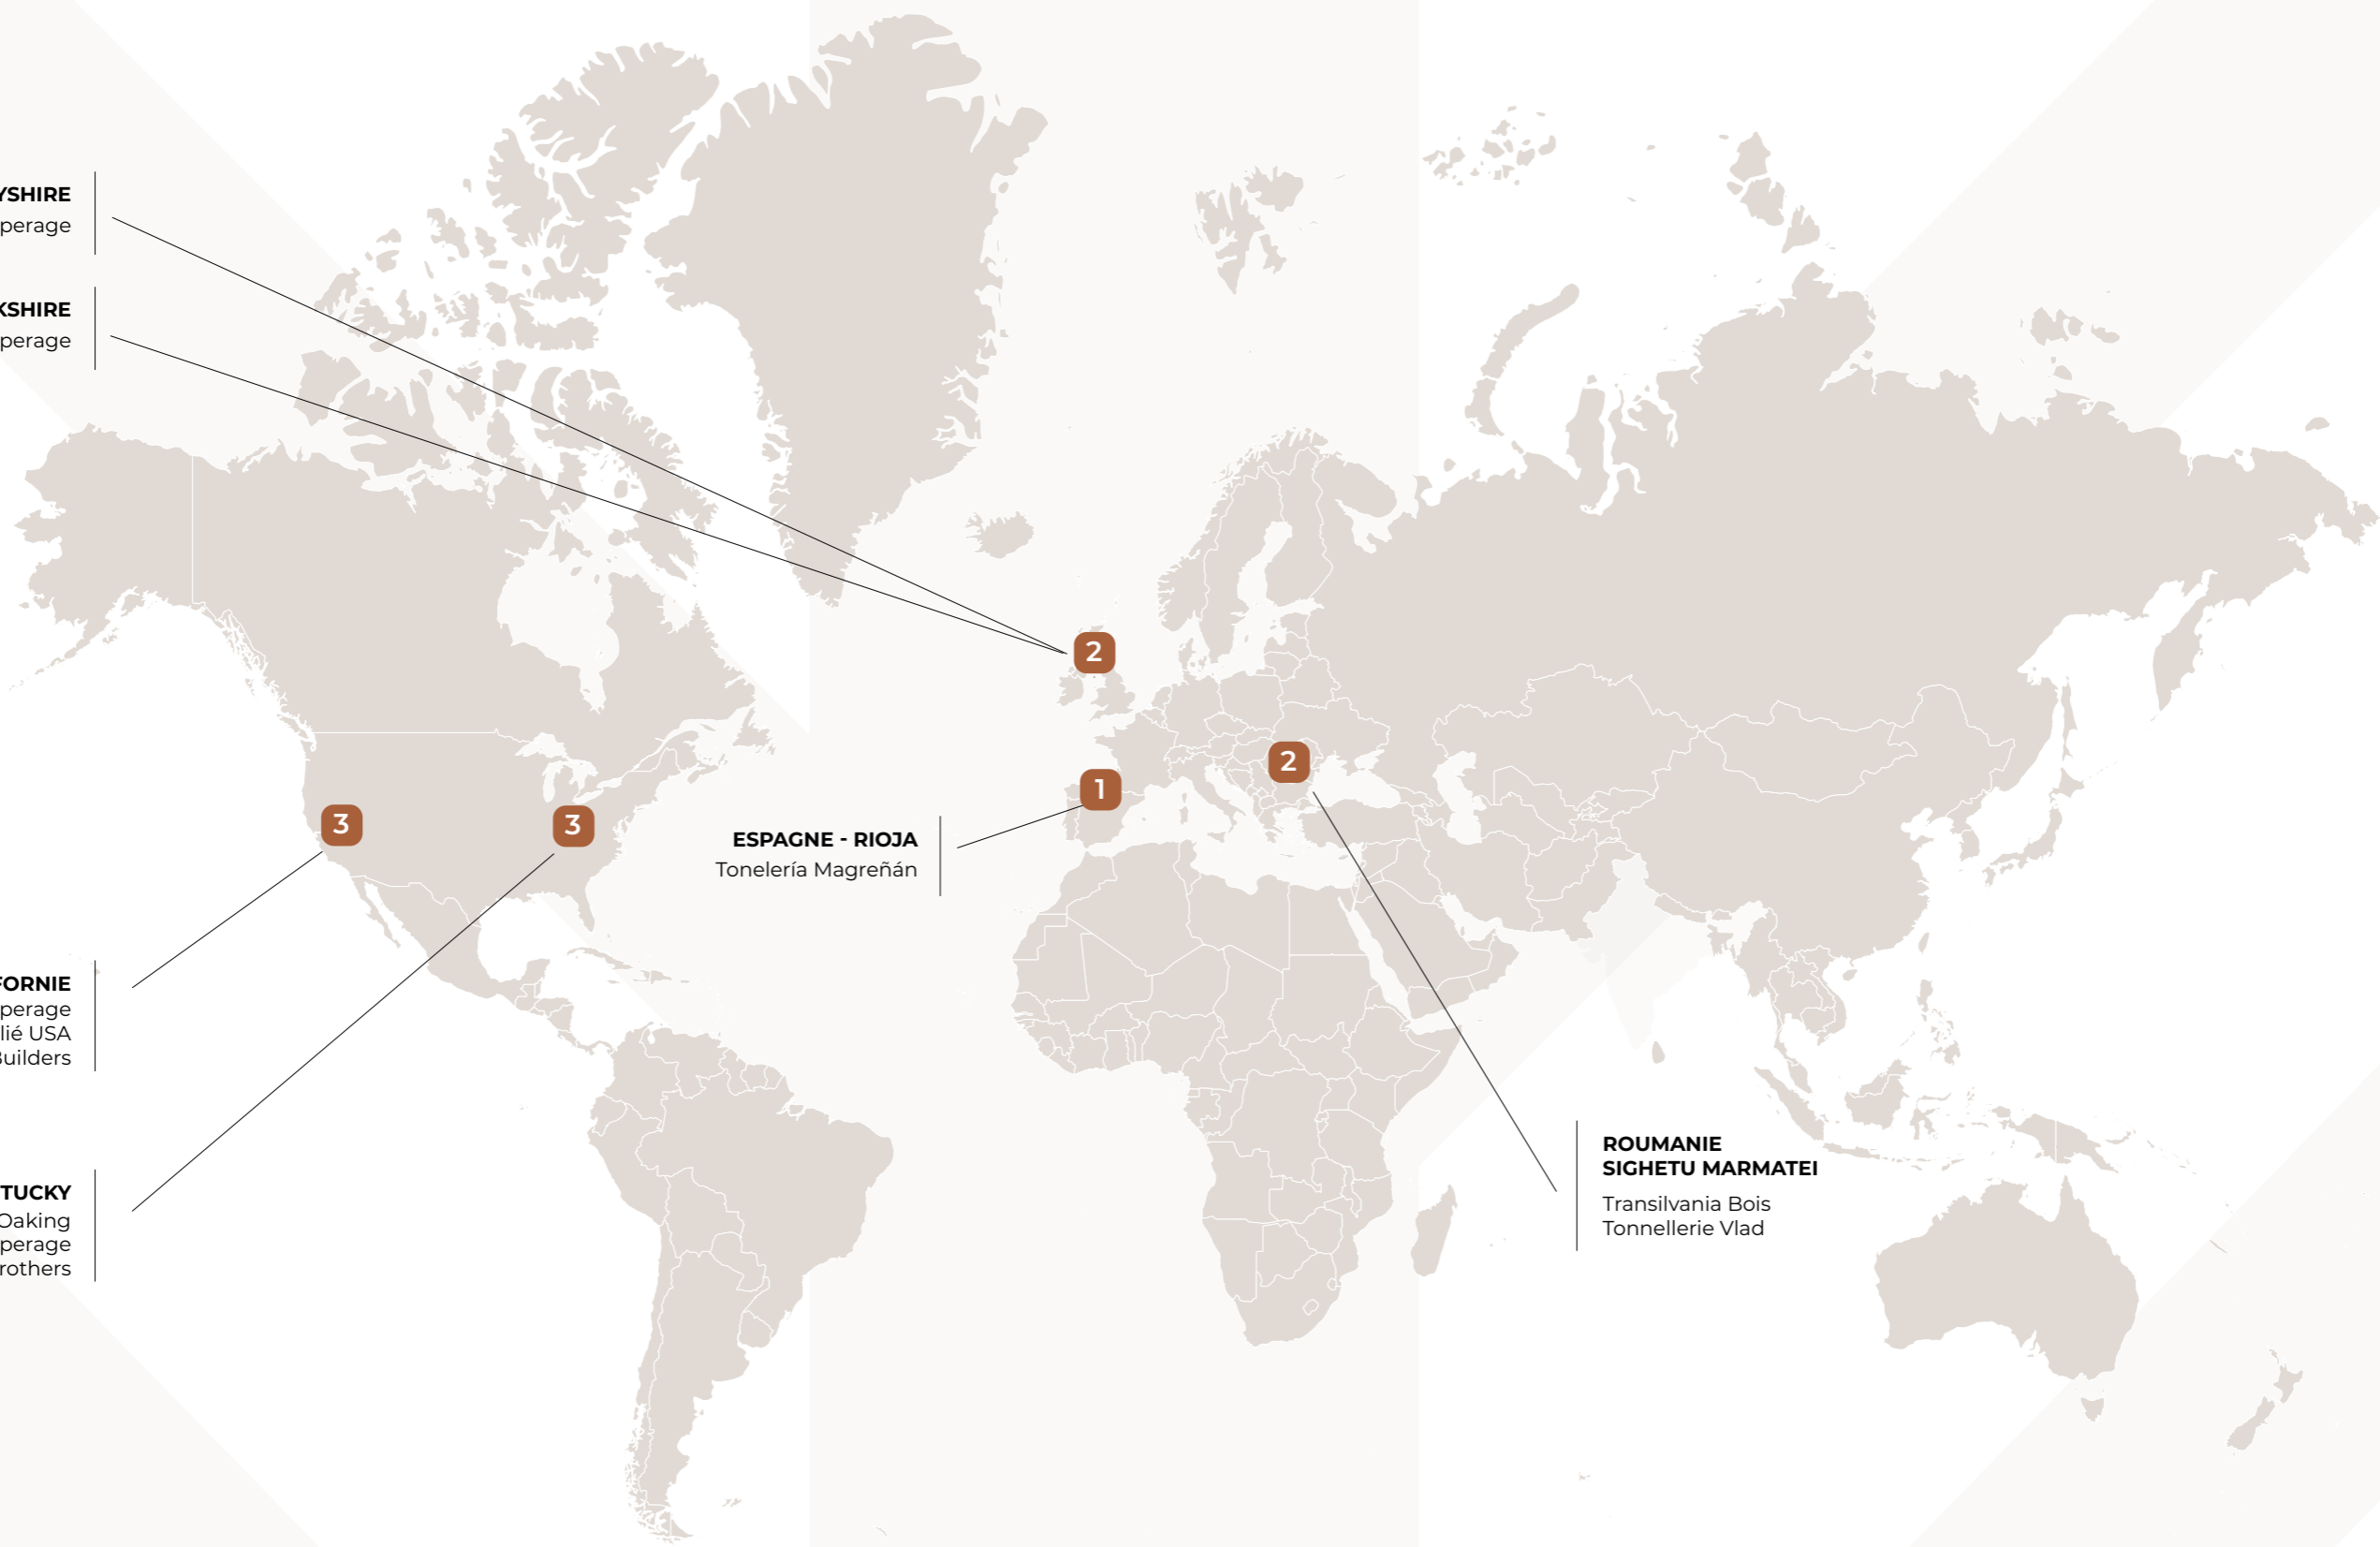 YSHIRE
perage
KSHIRE
perage
2
2
1
3
3
ESPAGNE - RIOJA
Tonelería Magreñán
FORNIE
perage
lié USA
Builders
TUCKY
Oaking
perage
rothers
ROUMANIE
SIGHETU MARMATEI
Transilvania Bois
Tonnellerie Vlad